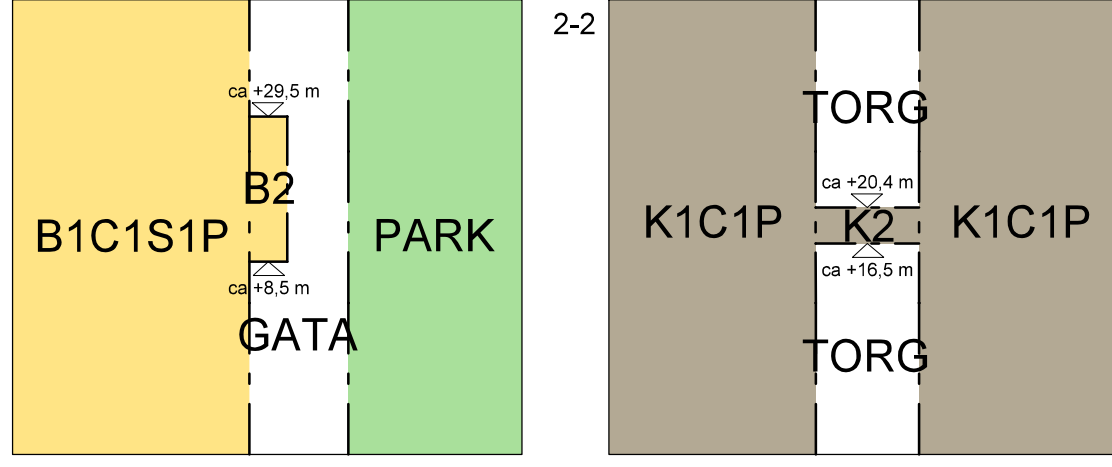 ca +29,5 m
B2
B1C1S1P
PARK
ca +8,5 m
GATA
2-2
TORG
ca +20,4 m
K1C1P
K2
K1C1P
ca +16,5 m
TORG